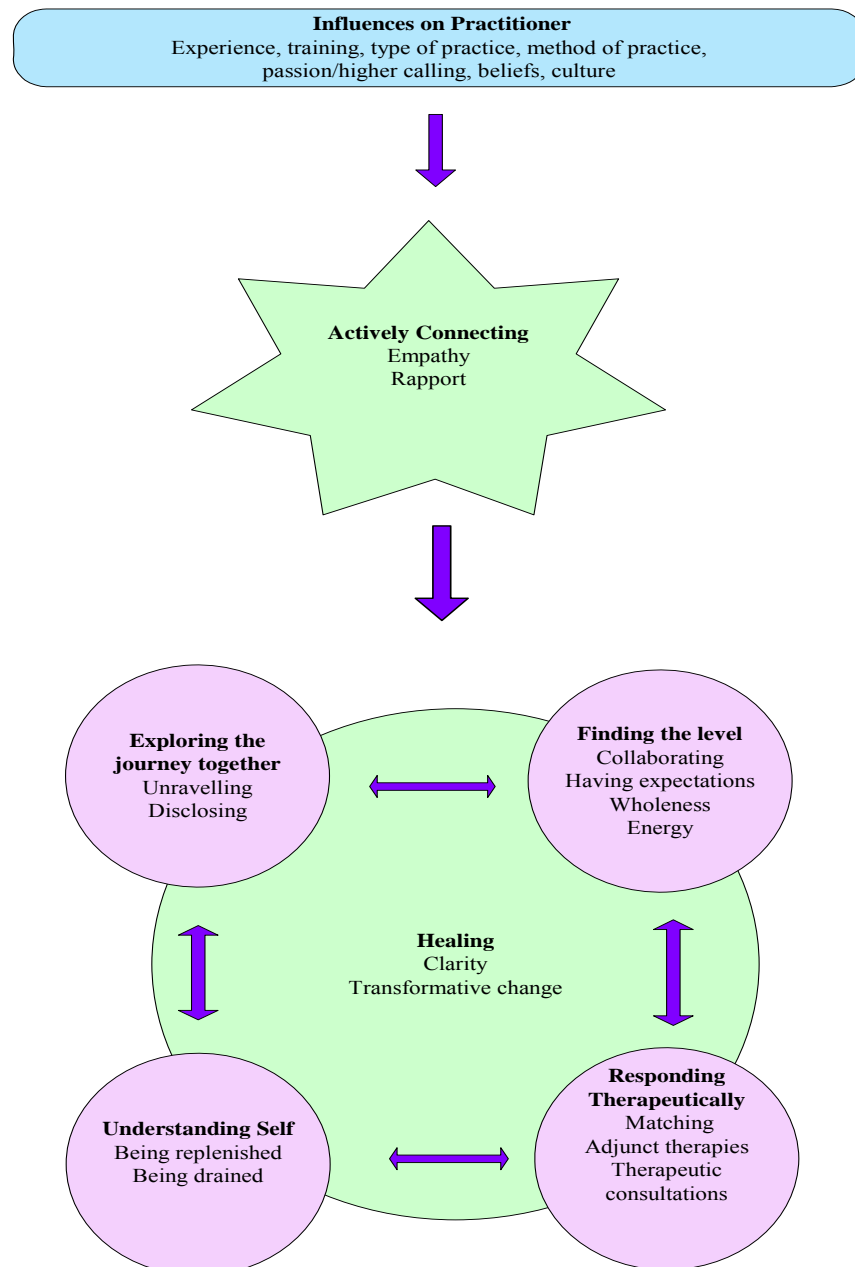 Influences on Practitioner
Experience, training, type of practice, method of practice,
passion/higher calling, beliefs, culture
Actively Connecting
Empathy
Rapport
Exploring the
journey together
Unravelling
Disclosing
Finding the level
Collaborating
Having expectations
Wholeness
Energy
Healing
Clarity
Transformative change
Understanding Self
Being replenished
Being drained
Responding
Therapeutically
Matching
Adjunct therapies
Therapeutic
consultations